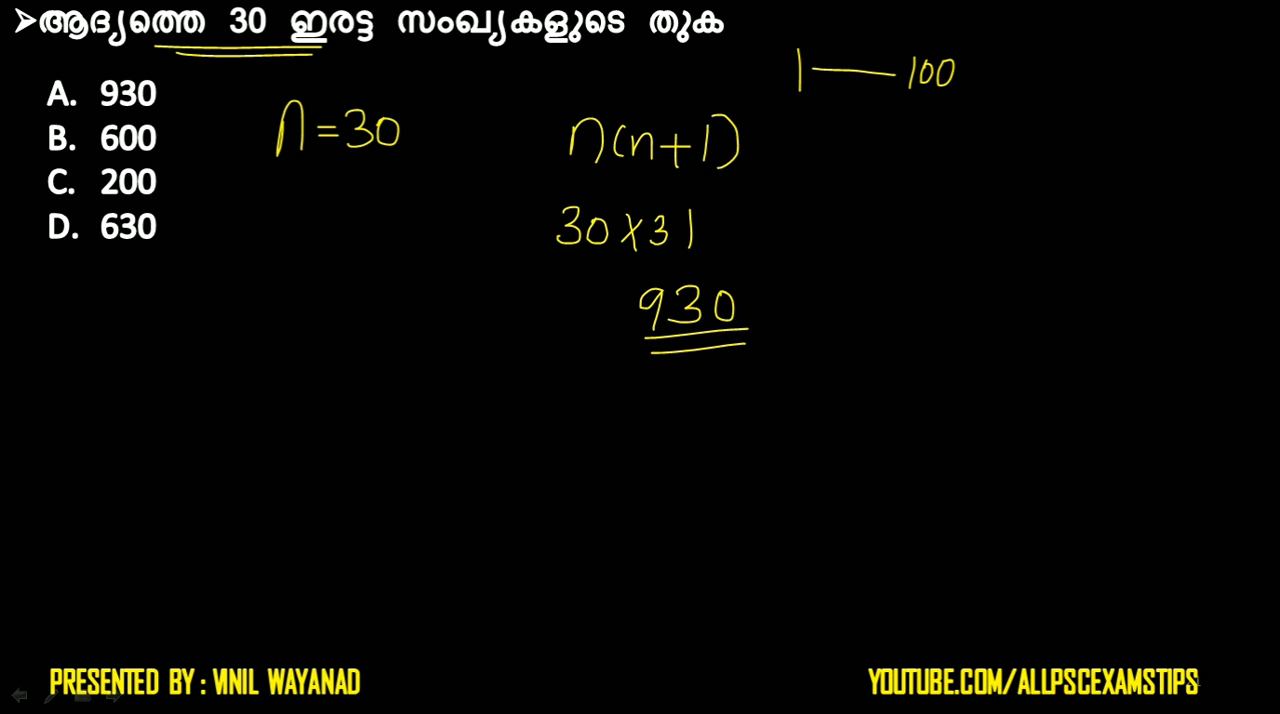 ➢ആദ്യത്തെ 30 ഇരട്ട സംഖ്യകളുടെ തുക
1 — 100
A. 930
B. 600
C. 200
D. 630
n = 30
n(n+1)
30 × 31
930
PRESENTED BY : VINIL WAYANAD
YOUTUBE.COM/ALLPSCEXAMSTIPS